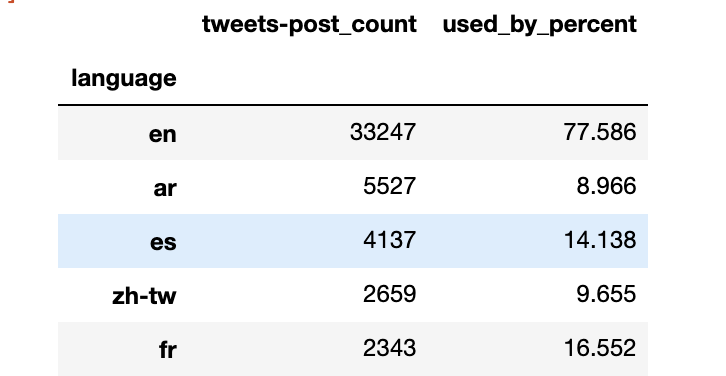 tweets-post_count used_by_percent
language
en 33247 77.586
ar 5527 8.966
es 4137 14.138
zh-tw 2659 9.655
fr 2343 16.552